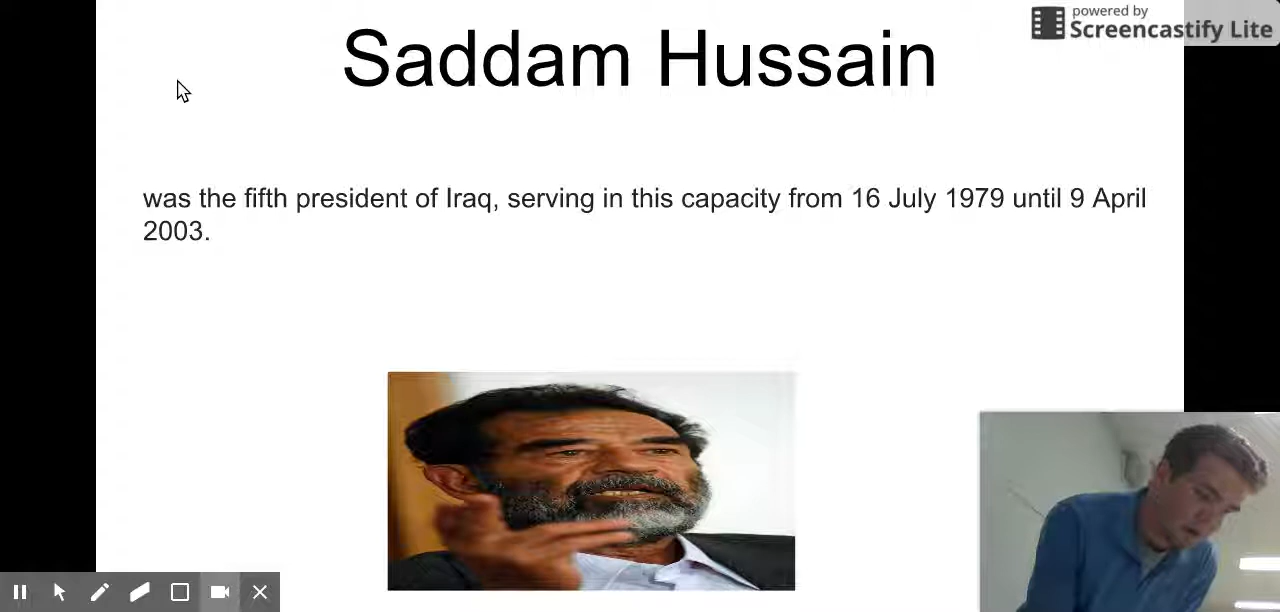 powered by
Screencastify Lite
Saddam Hussain
was the fifth president of Iraq, serving in this capacity from 16 July 1979 until 9 April
2003.